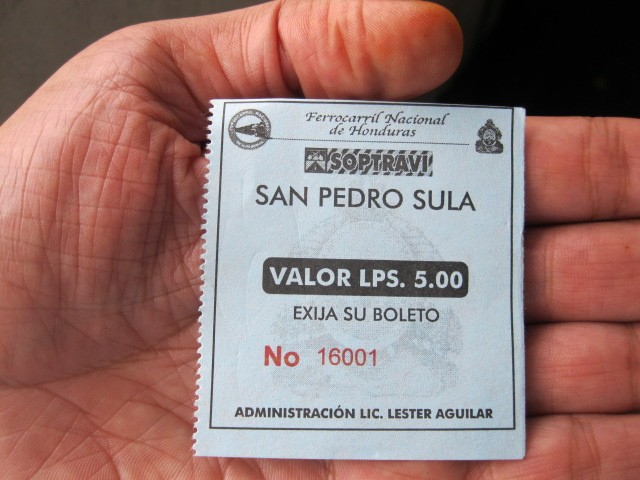 Ferrocarril Nacional
de Honduras
SOPTRAVI
SAN PEDRO SULA
VALOR LPS. 5.00
EXIJA SU BOLETO
No 16001
ADMINISTRACIÓN LIC. LESTER AGUILAR